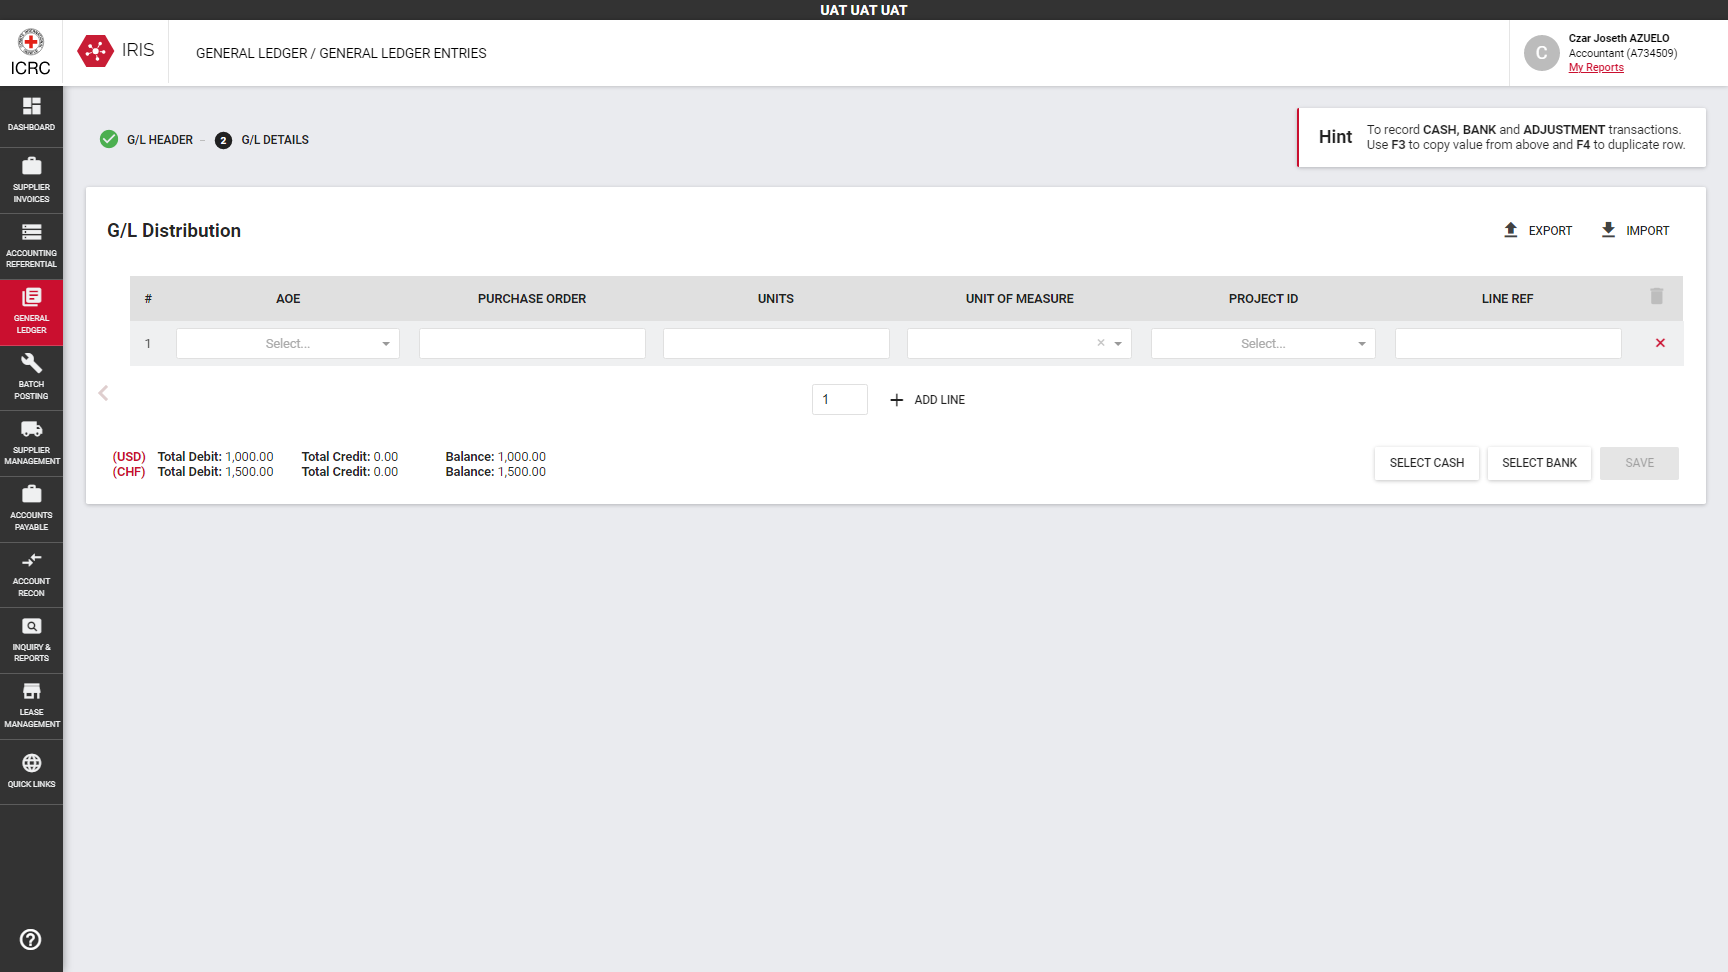 UAT UAT UAT
ICRC
IRIS
GENERAL LEDGER / GENERAL LEDGER ENTRIES
C
Czar Joseth AZUELO
Accountant (A734509)
My Reports
DASHBOARD
SUPPLIER
INVOICES
ACCOUNTING
REFERENTIAL
GENERAL
LEDGER
BATCH
POSTING
SUPPLIER
MANAGEMENT
ACCOUNTS
PAYABLE
ACCOUNT
RECON
INQUIRY &
REPORTS
LEASE
MANAGEMENT
QUICK LINKS
G/L HEADER
2 G/L DETAILS
Hint
To record CASH, BANK and ADJUSTMENT transactions.
Use F3 to copy value from above and F4 to duplicate row.
G/L Distribution
EXPORT IMPORT
# AOE PURCHASE ORDER UNITS UNIT OF MEASURE PROJECT ID LINE REF
1 Select... Select...
1 ADD LINE
(USD) Total Debit: 1,000.00 Total Credit: 0.00 Balance: 1,000.00
(CHF) Total Debit: 1,500.00 Total Credit: 0.00 Balance: 1,500.00
SELECT CASH SELECT BANK SAVE